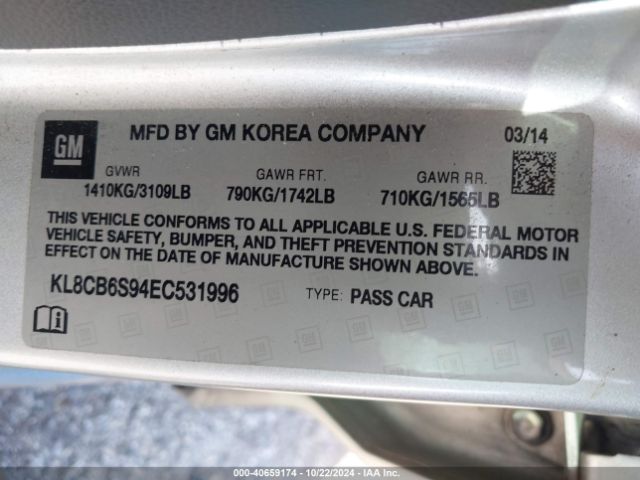 GM
MFD BY GM KOREA COMPANY 03/14
GVWR GAWR FRT. GAWR RR.
1410KG/3109LB 790KG/1742LB 710KG/1565LB
THIS VEHICLE CONFORMS TO ALL APPLICABLE U.S. FEDERAL MOTOR
VEHICLE SAFETY, BUMPER, AND THEFT PREVENTION STANDARDS IN
EFFECT ON THE DATE OF MANUFACTURE SHOWN ABOVE.
KL8CB6S94EC531996 TYPE: PASS CAR
000-40659174 | 10/22/2024 | IAA Inc.